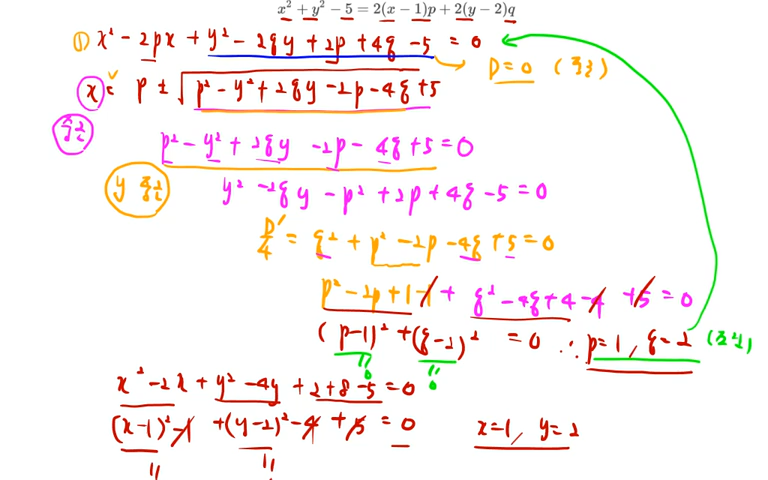 x² + y² − 5 = 2(x − 1)p + 2(y − 2)q
① x² − 2px + y² − 2qy + 2p + 4q − 5 = 0
D = 0
x = p ± √(p² − y² + 2qy − 2p − 4q + 5)
p² − y² + 2qy − 2p − 4q + 5 = 0
y
y² − 2qy − p² + 2p + 4q − 5 = 0
D'/4 = q² + p² − 2p − 4q + 5 = 0
p² − 2p + 1 − 1 + q² − 4q + 4 − 4 + 5 = 0
(p−1)² + (q−2)² = 0 ∴ p = 1, q = 2
0 0
x² − 2x + y² − 4y + 2 + 8 − 5 = 0
(x−1)² − 1 + (y−2)² − 4 + 5 = 0 x = 1, y = 2